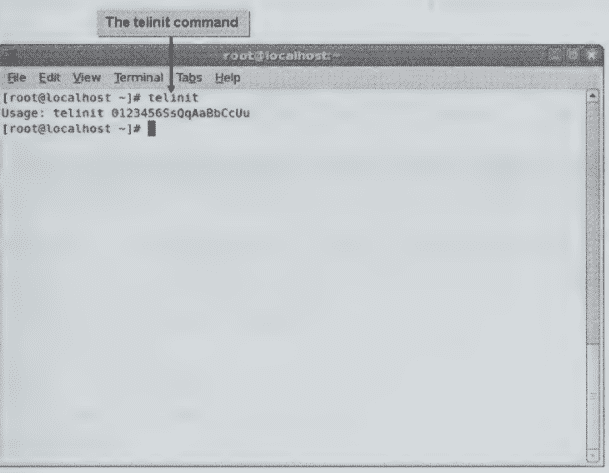 The telinit command
root@localhost:~
File Edit View Terminal Tabs Help
[root@localhost ~]# telinit
Usage: telinit 0123456SsQqAaBbCcUu
[root@localhost ~]#